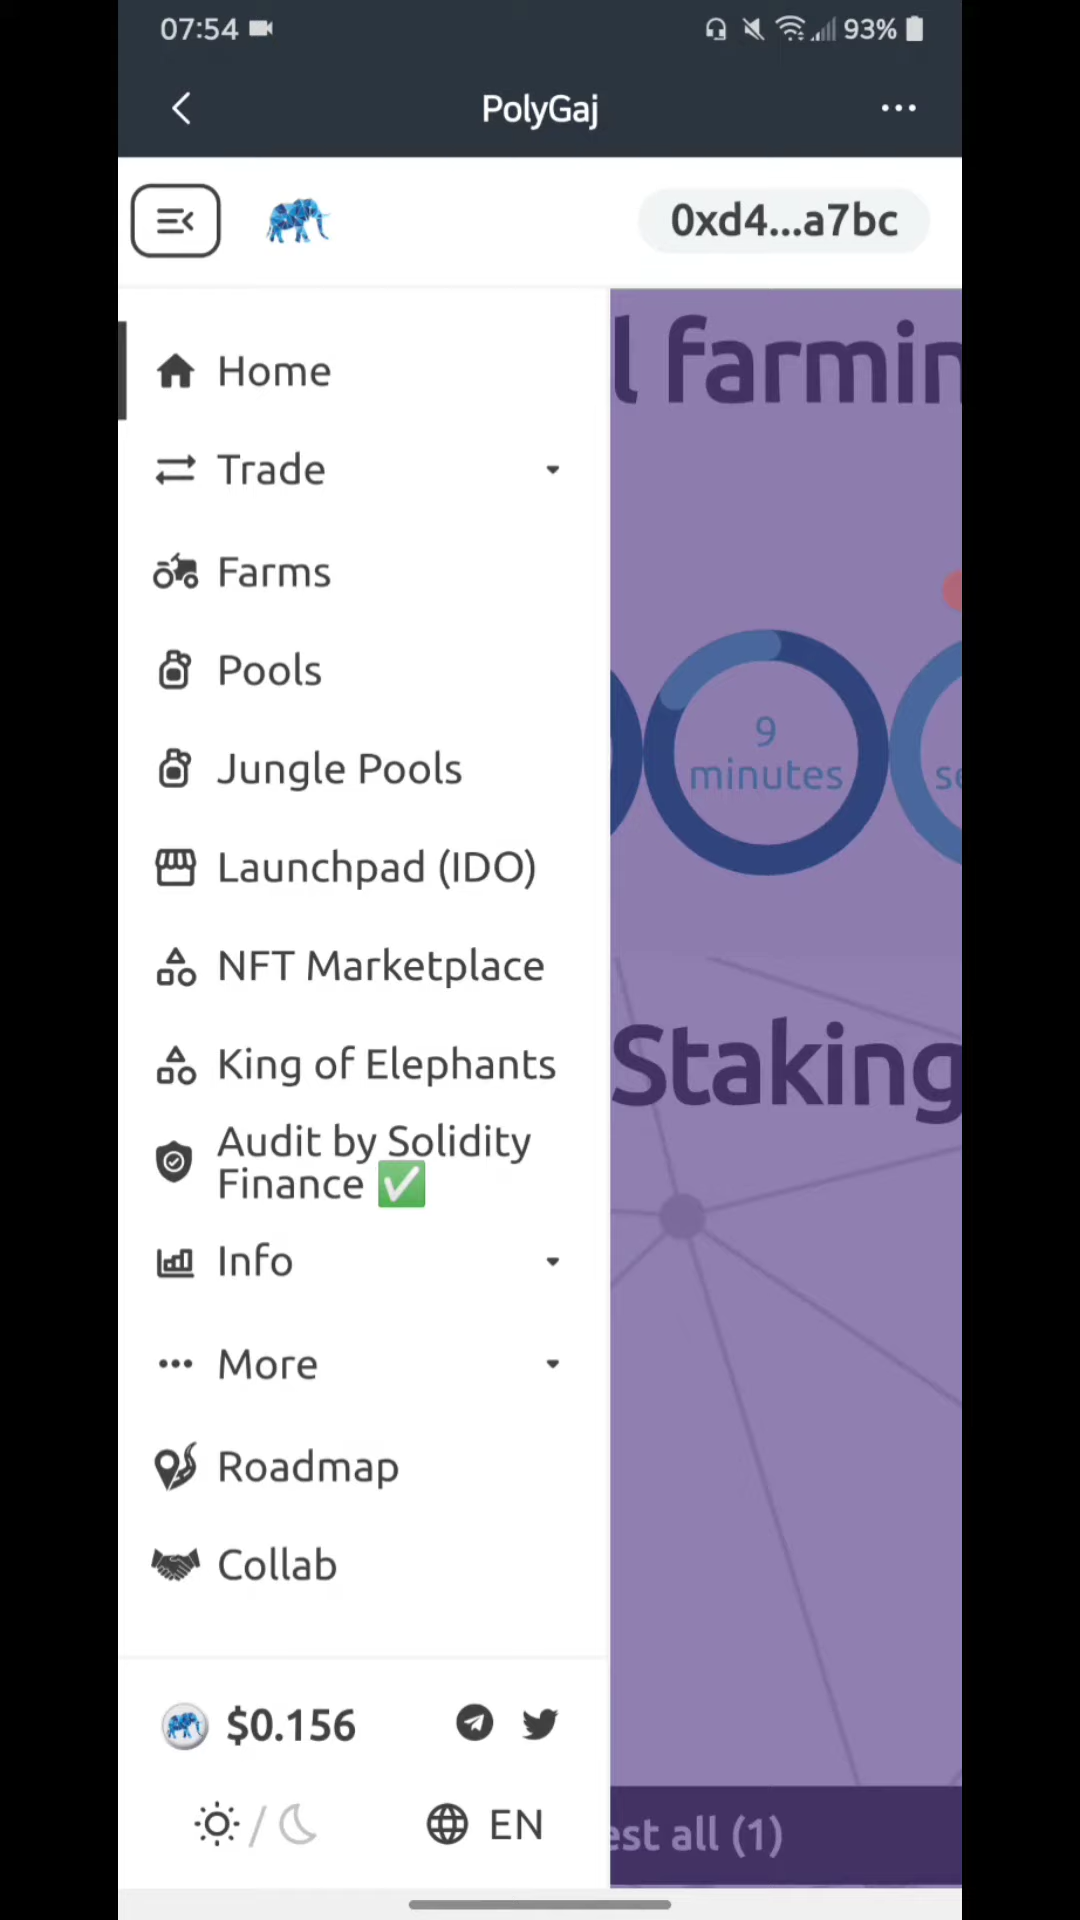 07:54
93%
PolyGaj
0xd4...a7bc
Home
Trade
Farms
Pools
Jungle Pools
Launchpad (IDO)
NFT Marketplace
King of Elephants
Audit by Solidity
Finance ✅
Info
More
Roadmap
Collab
$0.156
/
EN
l farmin
9
minutes
se
Staking
est all (1)